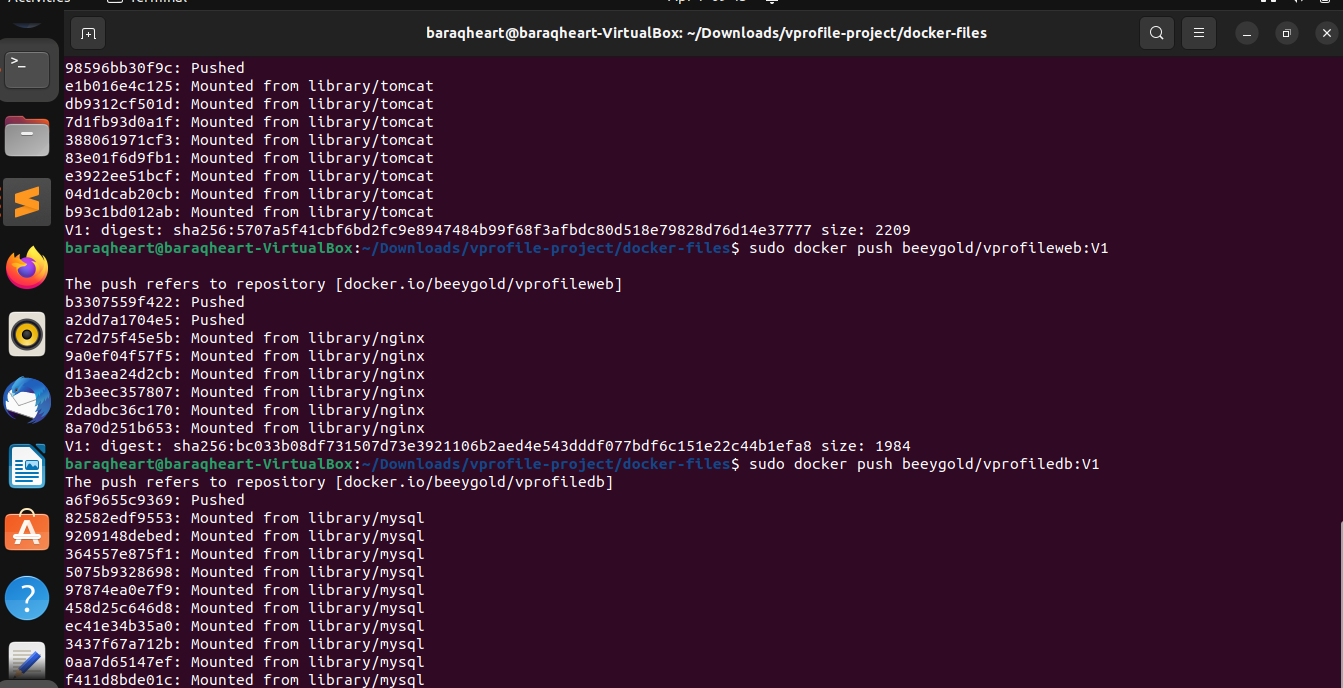 baraqheart@baraqheart-VirtualBox: ~/Downloads/vprofile-project/docker-files
98596bb30f9c: Pushed
e1b016e4c125: Mounted from library/tomcat
db9312cf501d: Mounted from library/tomcat
7d1fb93d0a1f: Mounted from library/tomcat
388061971cf3: Mounted from library/tomcat
83e01f6d9fb1: Mounted from library/tomcat
e3922ee51bcf: Mounted from library/tomcat
04d1dcab20cb: Mounted from library/tomcat
b93c1bd012ab: Mounted from library/tomcat
V1: digest: sha256:5707a5f41cbf6bd2fc9e8947484b99f68f3afbdc80d518e79828d76d14e37777 size: 2209
baraqheart@baraqheart-VirtualBox:~/Downloads/vprofile-project/docker-files$ sudo docker push beeygold/vprofileweb:V1
The push refers to repository [docker.io/beeygold/vprofileweb]
b3307559f422: Pushed
a2dd7a1704e5: Pushed
c72d75f45e5b: Mounted from library/nginx
9a0ef04f57f5: Mounted from library/nginx
d13aea24d2cb: Mounted from library/nginx
2b3eec357807: Mounted from library/nginx
2dadbc36c170: Mounted from library/nginx
8a70d251b653: Mounted from library/nginx
V1: digest: sha256:bc033b08df731507d73e3921106b2aed4e543dddf077bdf6c151e22c44b1efa8 size: 1984
baraqheart@baraqheart-VirtualBox:~/Downloads/vprofile-project/docker-files$ sudo docker push beeygold/vprofiledb:V1
The push refers to repository [docker.io/beeygold/vprofiledb]
a6f9655c9369: Pushed
82582edf9553: Mounted from library/mysql
9209148debed: Mounted from library/mysql
364557e875f1: Mounted from library/mysql
5075b9328698: Mounted from library/mysql
97874ea0e7f9: Mounted from library/mysql
458d25c646d8: Mounted from library/mysql
ec41e34b35a0: Mounted from library/mysql
3437f67a712b: Mounted from library/mysql
0aa7d65147ef: Mounted from library/mysql
f411d8bde01c: Mounted from library/mysql